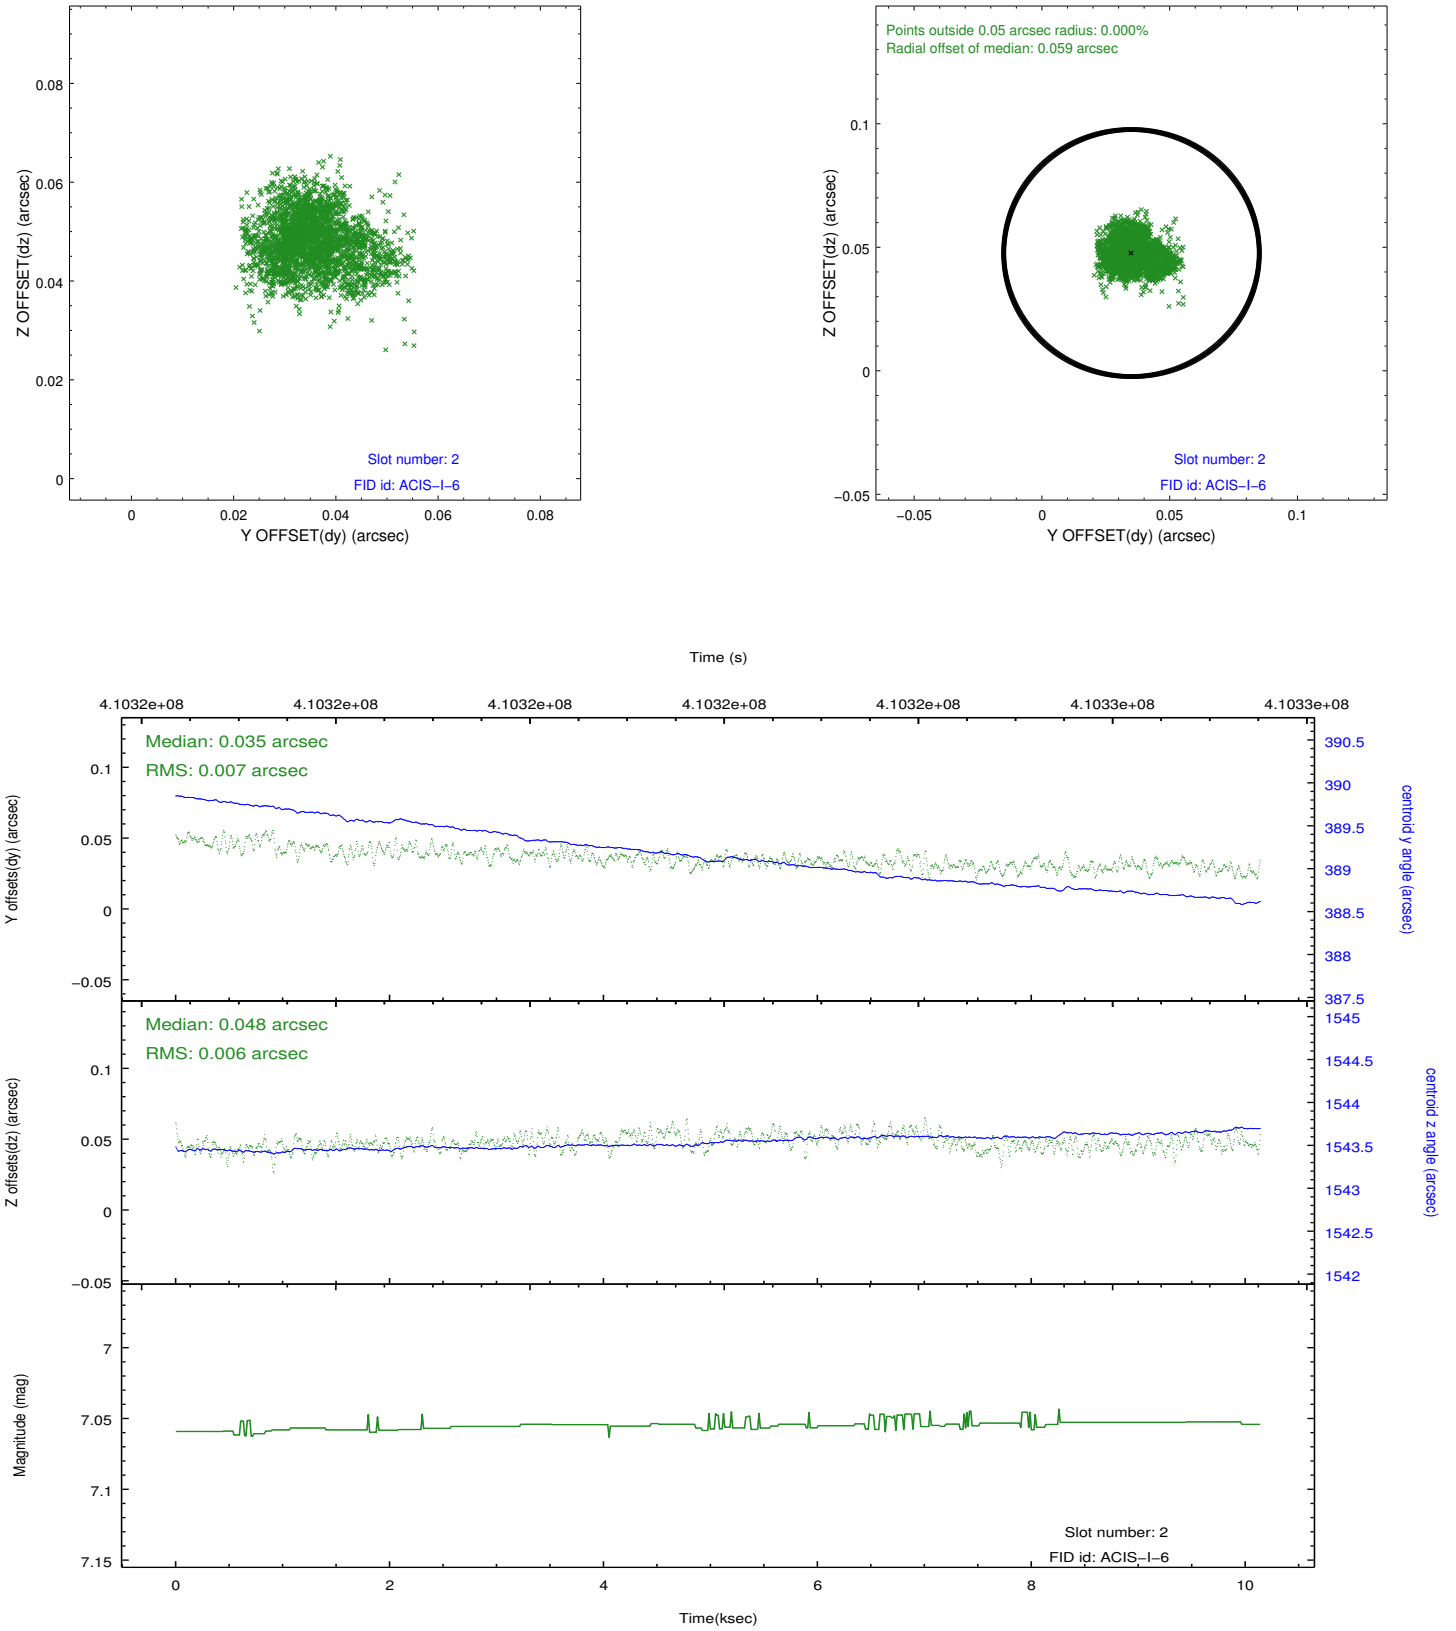 0.08
0.06
0.04
0.02
0
Z OFFSET(dz) (arcsec)
Slot number: 2
FID id: ACIS−I−6
0 0.02 0.04 0.06 0.08
Y OFFSET(dy) (arcsec)
Points outside 0.05 arcsec radius: 0.000%
Radial offset of median: 0.059 arcsec
0.1
0.05
0
−0.05
Z OFFSET(dz) (arcsec)
Slot number: 2
FID id: ACIS−I−6
−0.05 0 0.05 0.1
Y OFFSET(dy) (arcsec)
Time (s)
4.1032e+08 4.1032e+08 4.1032e+08 4.1032e+08 4.1032e+08 4.1033e+08 4.1033e+08
Median: 0.035 arcsec
RMS: 0.007 arcsec
0.1
0.05
0
−0.05
Y offsets(dy) (arcsec)
390.5
390
389.5
389
388.5
388
387.5
centroid y angle (arcsec)
Median: 0.048 arcsec
RMS: 0.006 arcsec
0.1
0.05
0
−0.05
Z offsets(dz) (arcsec)
1545
1544.5
1544
1543.5
1543
1542.5
1542
centroid z angle (arcsec)
7
7.05
7.1
7.15
Magnitude (mag)
Slot number: 2
FID id: ACIS−I−6
0 2 4 6 8 10
Time(ksec)